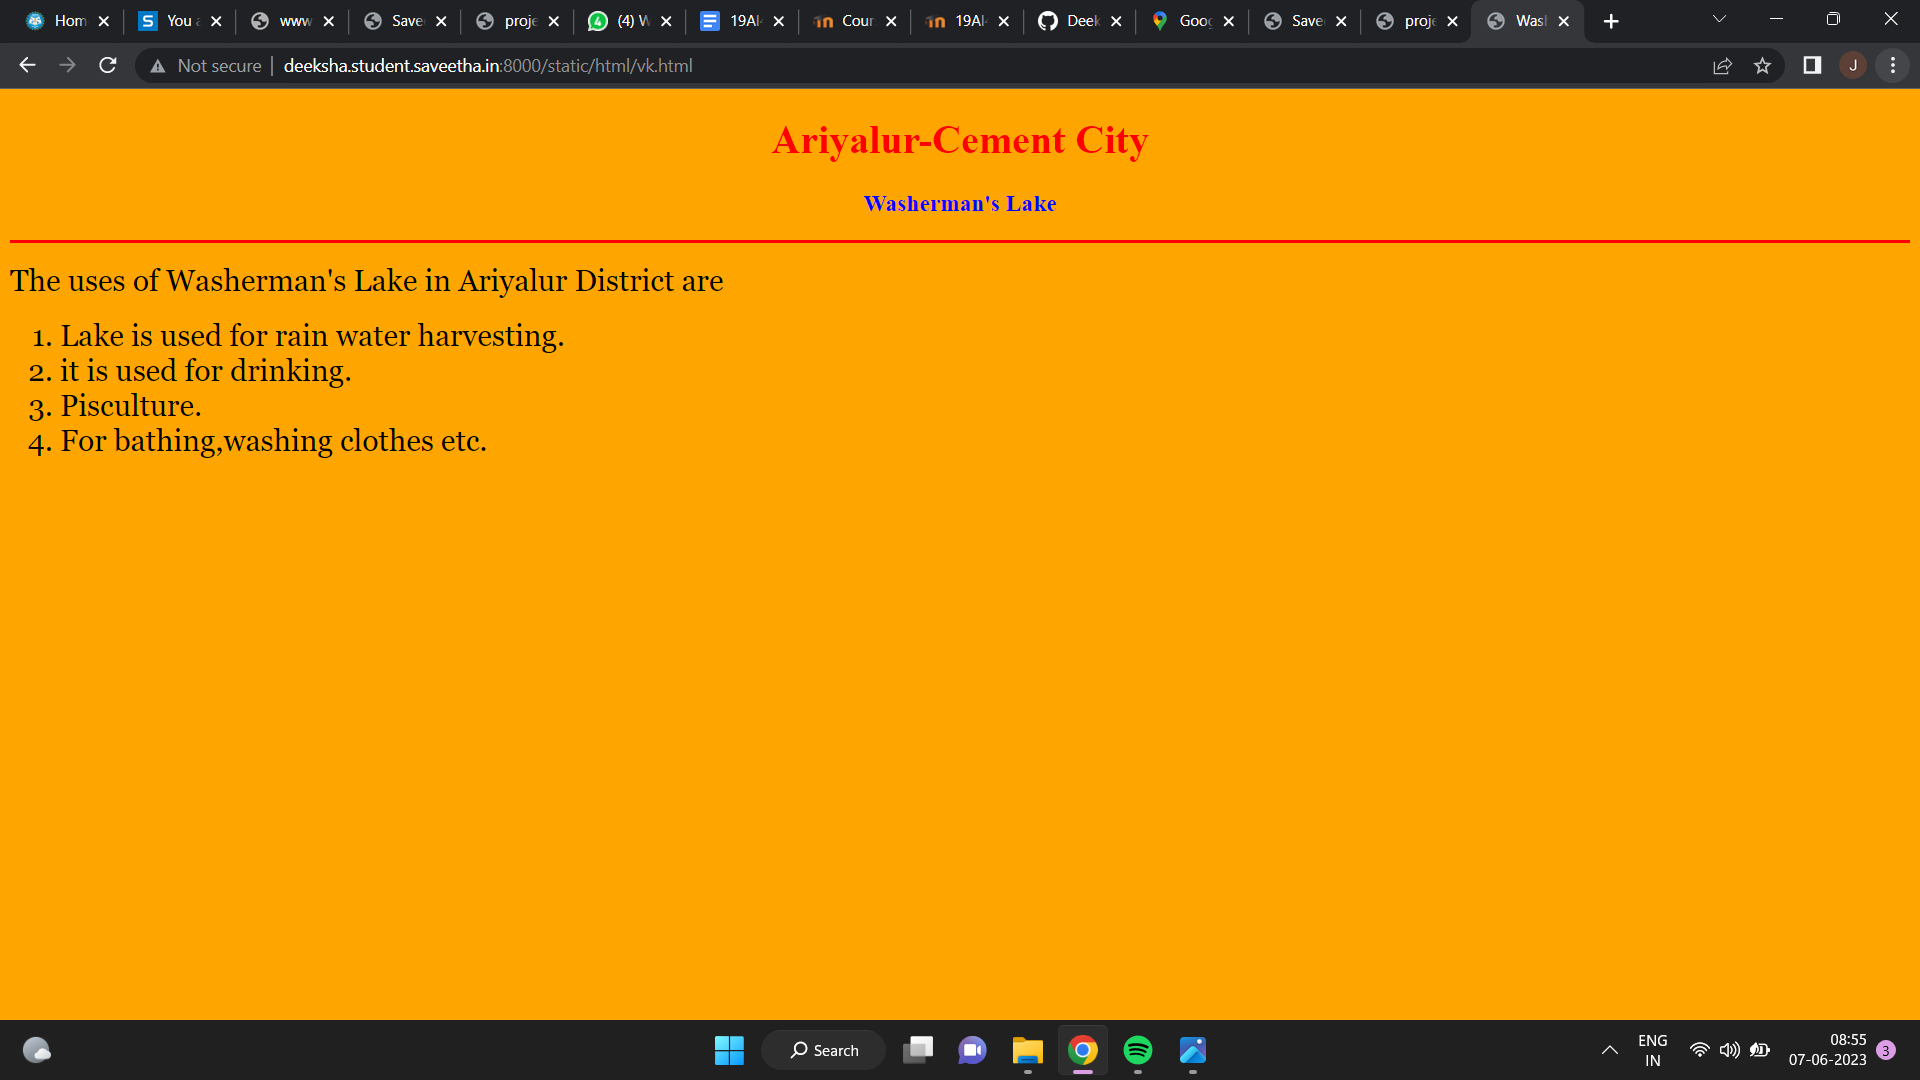 Hom
You
www
Save
proje
(4) W
19AI
Cour
19AI
Deek
Goog
Save
proje
Wash
Not secure
deeksha.student.saveetha.in:8000/static/html/vk.html
J
Ariyalur-Cement City
Washerman's Lake
The uses of Washerman's Lake in Ariyalur District are
1. Lake is used for rain water harvesting.
2. it is used for drinking.
3. Pisculture.
4. For bathing,washing clothes etc.
Search
ENG
IN
08:55
07-06-2023
3